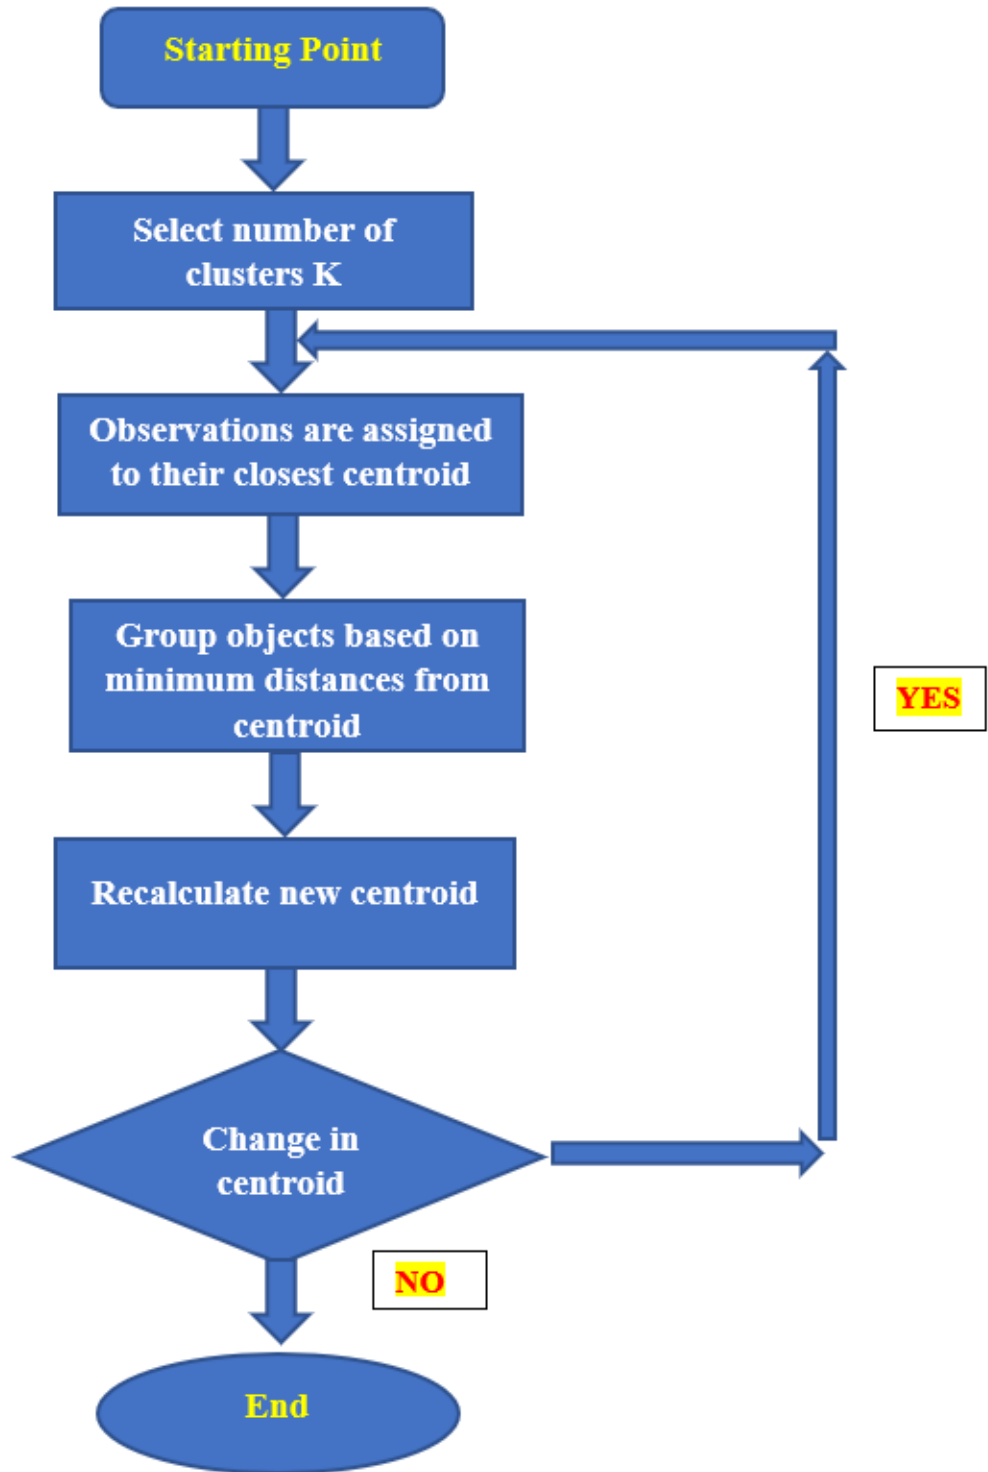 Starting Point
Select number of
clusters K
Observations are assigned
to their closest centroid
Group objects based on
minimum distances from
centroid
YES
Recalculate new centroid
Change in
centroid
NO
End